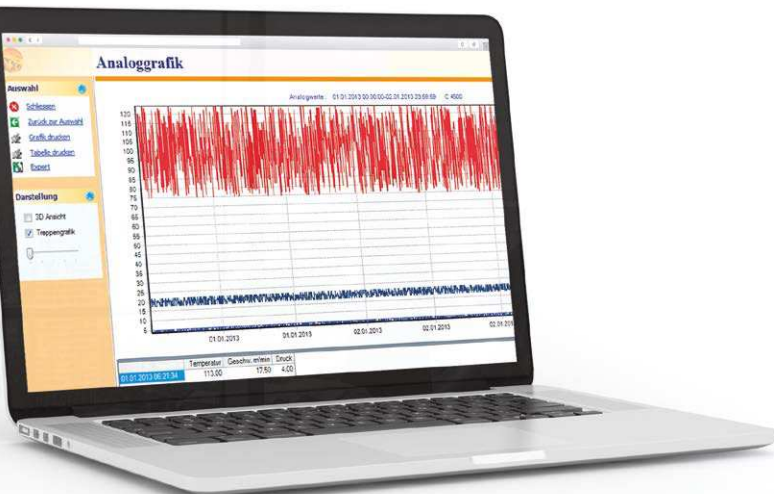 Analoggrafik
Auswahl
Schliessen
Zurück zur Auswahl
Grafik drucken
Tabelle drucken
Export
Darstellung
3D Ansicht
Treppengrafik
Analogwerte: 01.01.2013 00:00:00-02.01.2013 23:59:59 C 4500
120
115
110
105
100
95
90
85
80
75
70
65
60
55
50
45
40
35
30
25
20
15
10
5
01.01.2013 01.01.2013 02.01.2013 02.01.2013
Temperatur Geschw. m/min Druck
01.01.2013 06:21:34 113,00 17,50 4,00